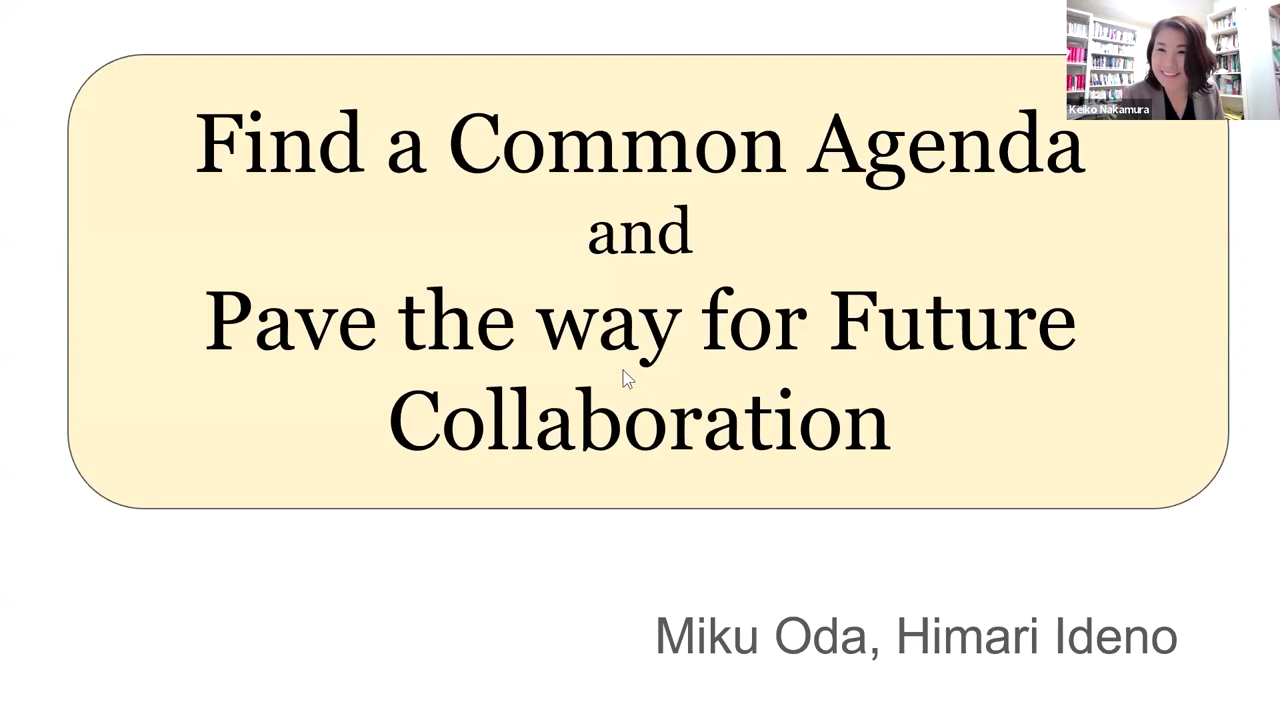 Find a Common Agenda
and
Pave the way for Future
Collaboration
Miku Oda, Himari Ideno
Keiko Nakamura